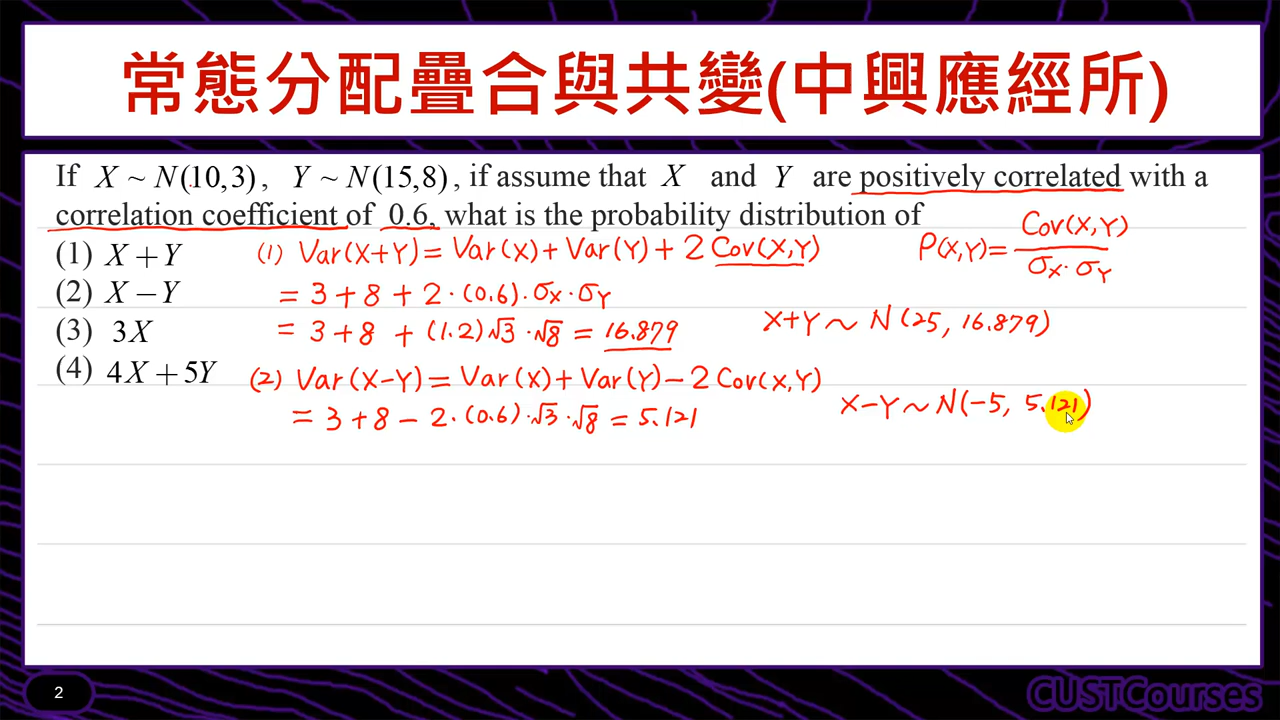 常態分配疊合與共變(中興應經所)
If X ~ N(10,3), Y ~ N(15,8), if assume that X and Y are positively correlated with a
correlation coefficient of 0.6, what is the probability distribution of
(1) X+Y
(2) X−Y
(3) 3X
(4) 4X+5Y
(1) Var(X+Y) = Var(X) + Var(Y) + 2 Cov(X,Y)
= 3 + 8 + 2·(0.6)·σX·σY
= 3 + 8 + (1.2)√3·√8 = 16.879
ρ(X,Y) = Cov(X,Y) / σX·σY
X+Y ~ N(25, 16.879)
(2) Var(X−Y) = Var(X) + Var(Y) − 2 Cov(X,Y)
= 3 + 8 − 2·(0.6)·√3·√8 = 5.121
X−Y ~ N(−5, 5.121)
2
CUSTCourses